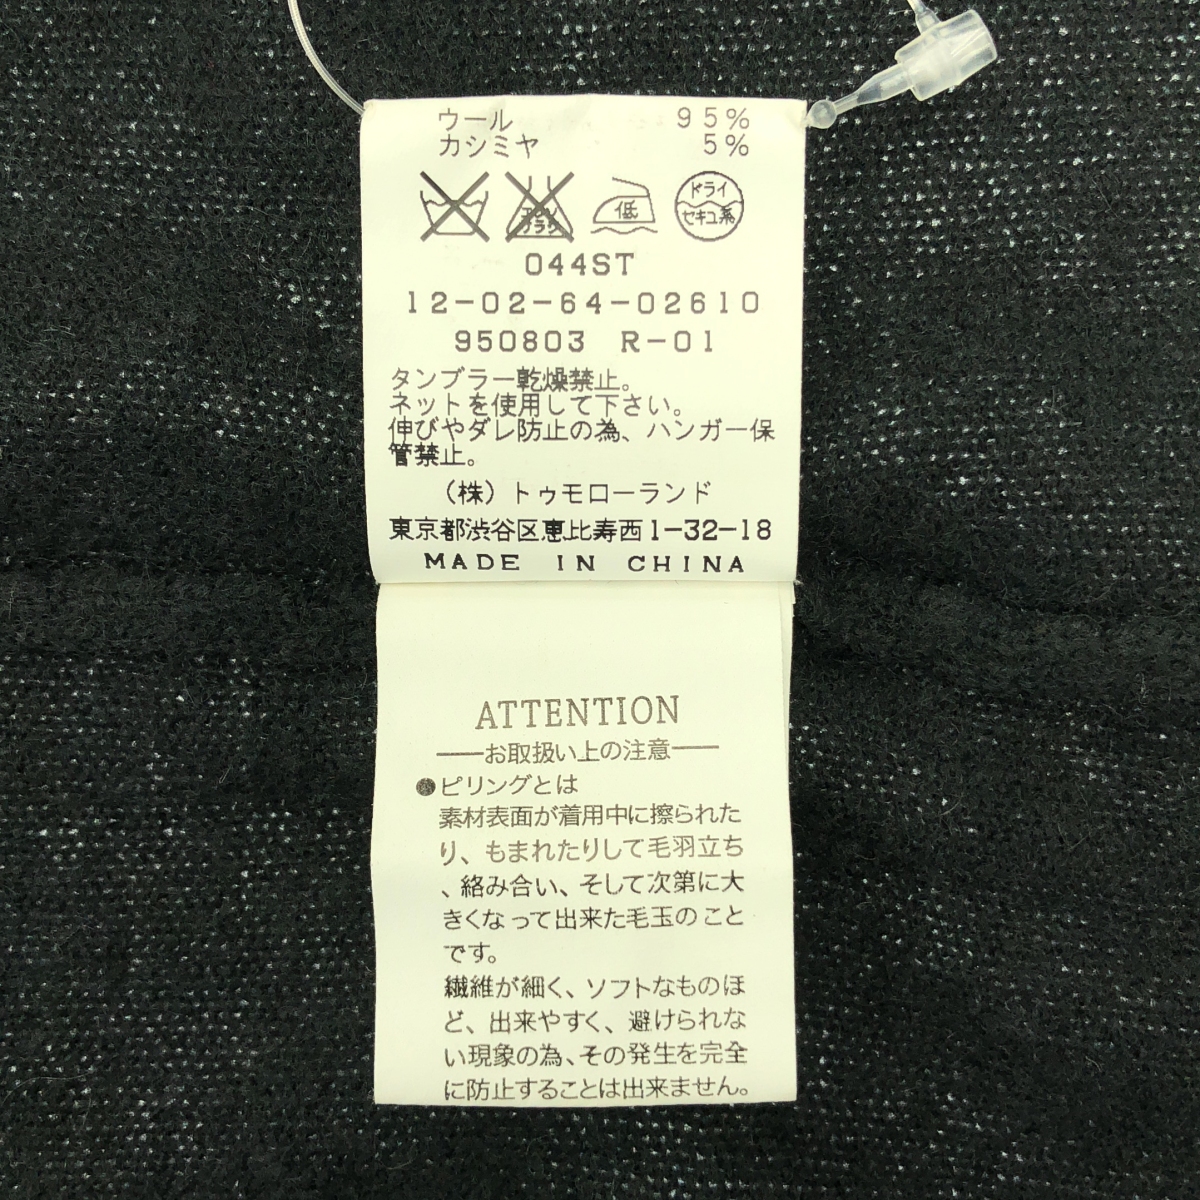 ウール 95%
カシミヤ 5%
エンソ
サラシ
低
ドライ
セキユ系
044ST
12-02-64-02610
950803 R-01
タンブラー乾燥禁止。
ネットを使用して下さい。
伸びやダレ防止の為、ハンガー保
管禁止。
(株)トゥモローランド
東京都渋谷区恵比寿西1-32-18
MADE IN CHINA
ATTENTION
お取扱い上の注意
●ピリングとは
素材表面が着用中に擦られた
り、もまれたりして毛羽立ち
、絡み合い、そして次第に大
きくなって出来た毛玉のこと
です。
繊維が細く、ソフトなものほ
ど、出来やすく、避けられな
い現象の為、その発生を完全
に防止することは出来ません。